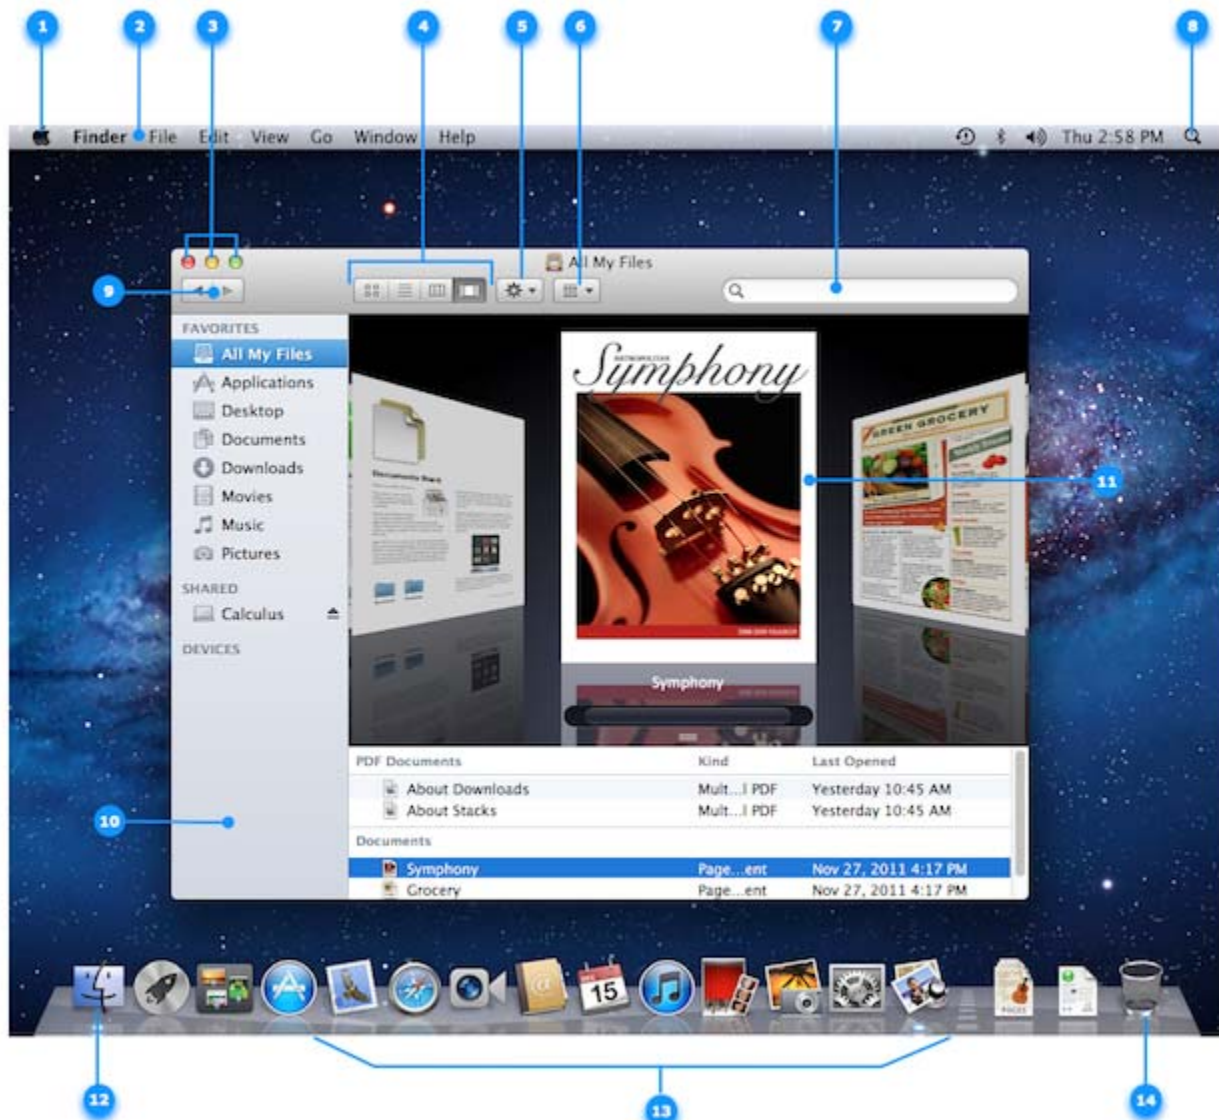 1 2 3 4 5 6 7 8
Finder File Edit View Go Window Help Thu 2:58 PM
All My Files
9
FAVORITES
All My Files
Applications
Desktop
Documents
Downloads
Movies
Music
Pictures
SHARED
Calculus
DEVICES
10
Documents Stack
METROPOLITAN
Symphony
GREEN GROCERY
11
Symphony
PDF Documents Kind Last Opened
About Downloads Mult...l PDF Yesterday 10:45 AM
About Stacks Mult...l PDF Yesterday 10:45 AM
Documents
Symphony Page...ent Nov 27, 2011 4:17 PM
Grocery Page...ent Nov 27, 2011 4:17 PM
15
PAGES
12 13 14